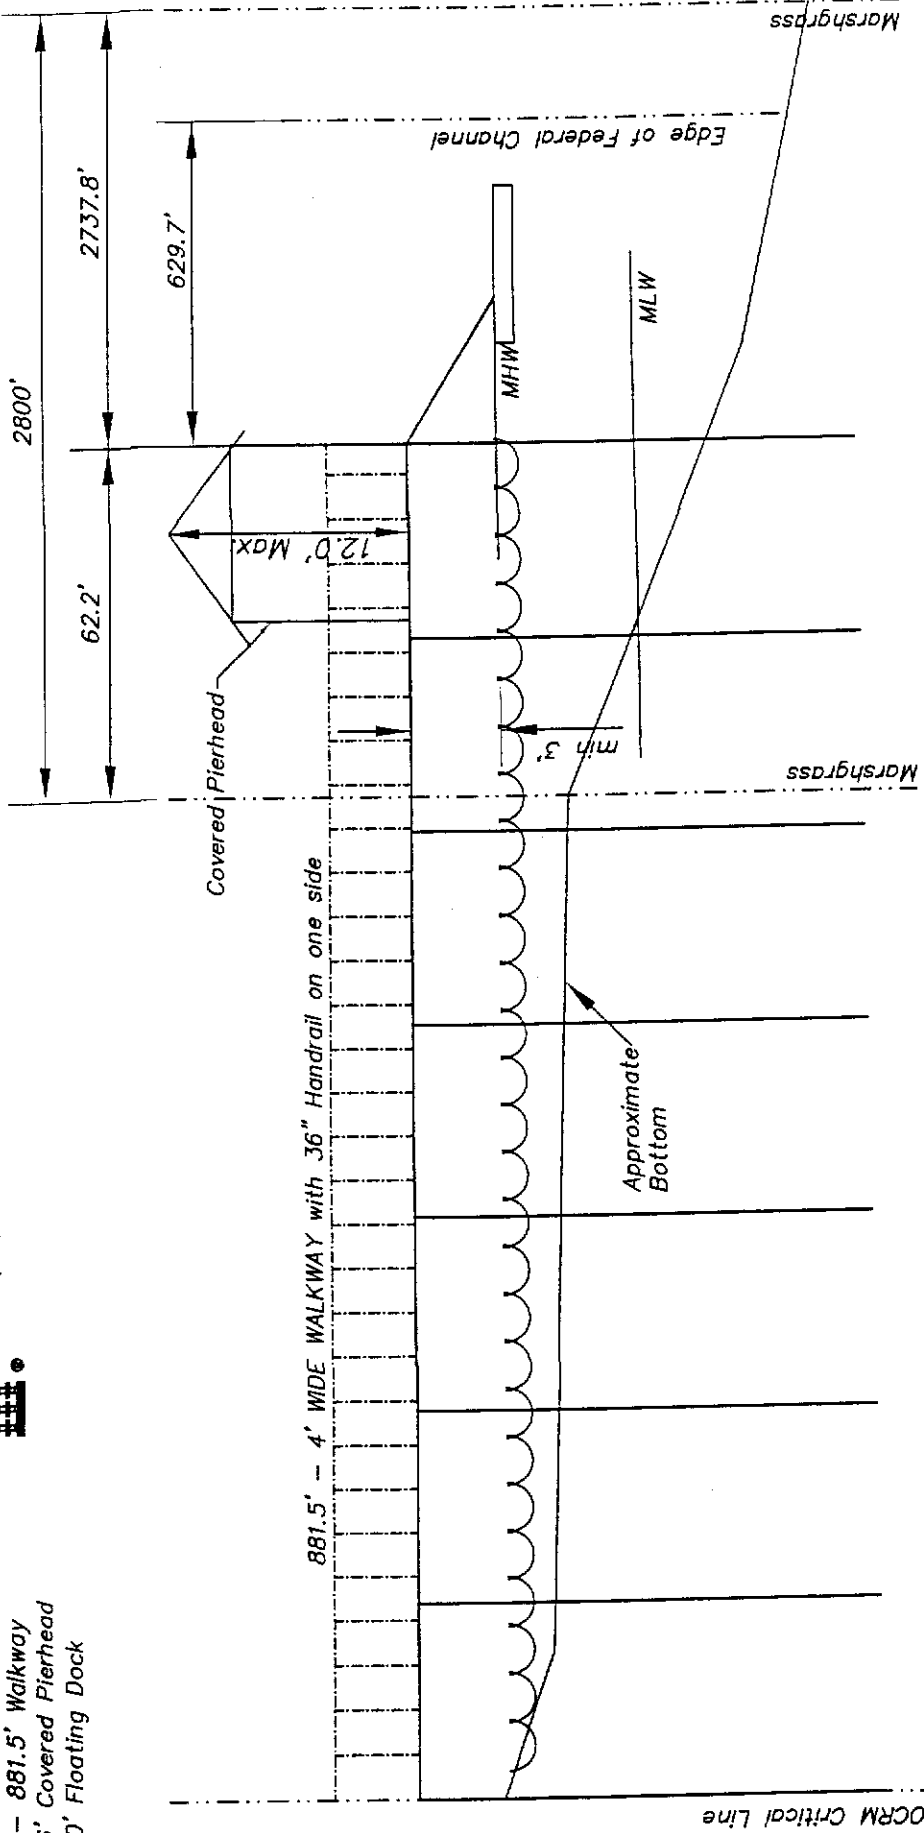 – 881.5' Walkway
Covered Pierhead
Floating Dock
2800'
62.2'
2737.8'
629.7'
Covered Pierhead
12.0' Max.
881.5' – 4' WIDE WALKWAY with 36" Handrail on one side
min 3'
MHW
MLW
Edge of Federal Channel
Marshgrass
Marshgrass
Approximate
Bottom
OCRM Critical Line